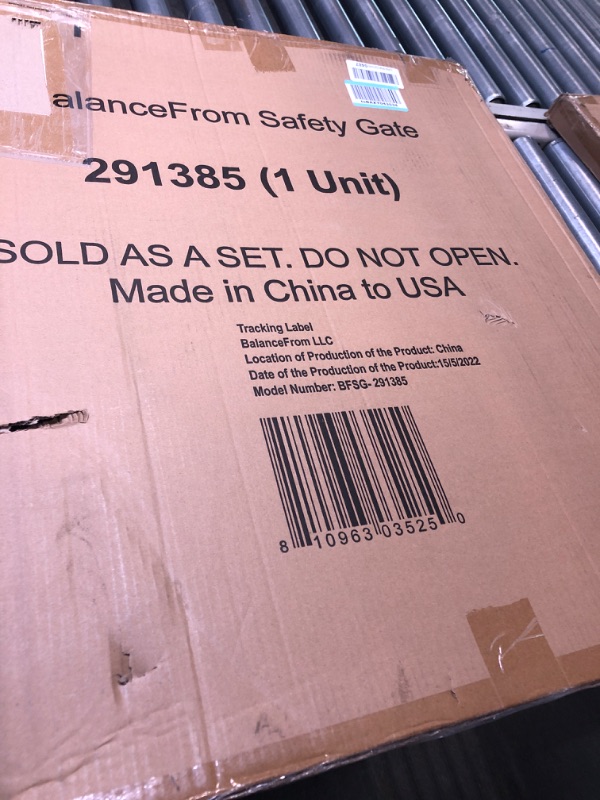 alanceFrom Safety Gate
291385 (1 Unit)
SOLD AS A SET. DO NOT OPEN.
Made in China to USA
Tracking Label
BalanceFrom LLC
Location of Production of the Product: China
Date of the Production of the Product:15/5/2022
Model Number: BFSG- 291385
8 10963 03525 0